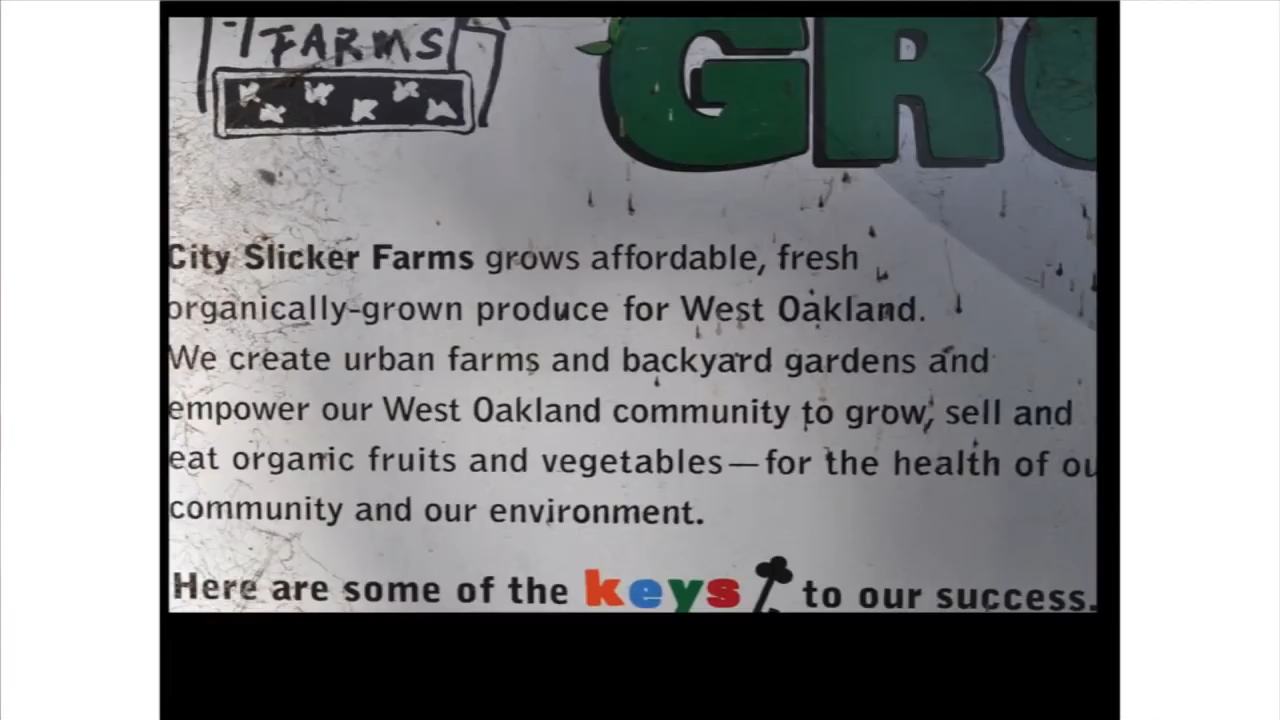 FARMS
GRO
City Slicker Farms grows affordable, fresh
organically-grown produce for West Oakland.
We create urban farms and backyard gardens and
empower our West Oakland community to grow, sell and
eat organic fruits and vegetables—for the health of ou
community and our environment.
Here are some of the keys to our success.